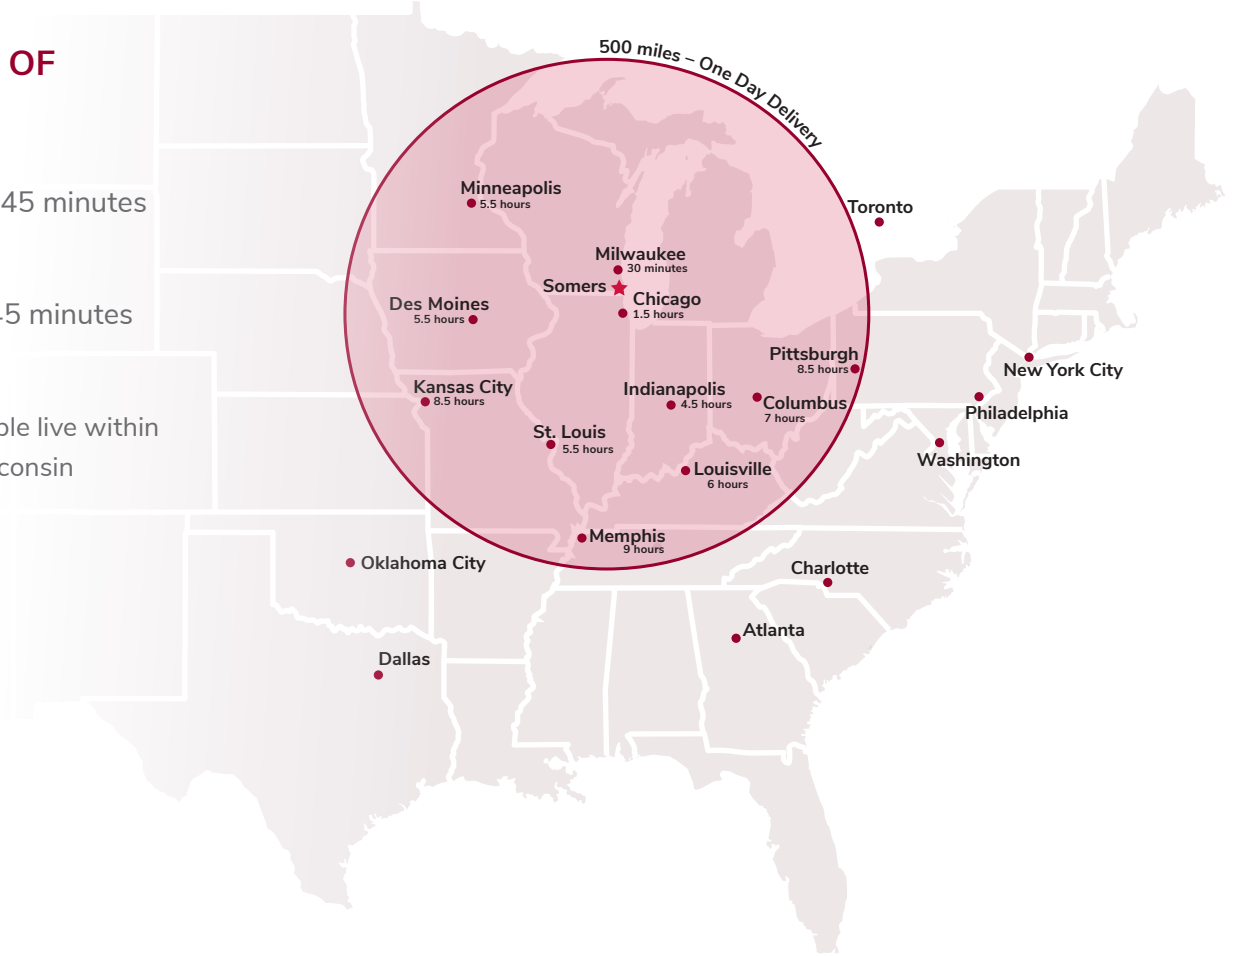 500 miles – One Day Delivery
OF
45 minutes
45 minutes
ple live within
consin
Minneapolis
5.5 hours
Toronto
Milwaukee
30 minutes
Somers
Chicago
1.5 hours
Des Moines
5.5 hours
Pittsburgh
8.5 hours
New York City
Kansas City
8.5 hours
Indianapolis
4.5 hours
Columbus
7 hours
Philadelphia
St. Louis
5.5 hours
Washington
Louisville
6 hours
Memphis
9 hours
Oklahoma City
Charlotte
Atlanta
Dallas